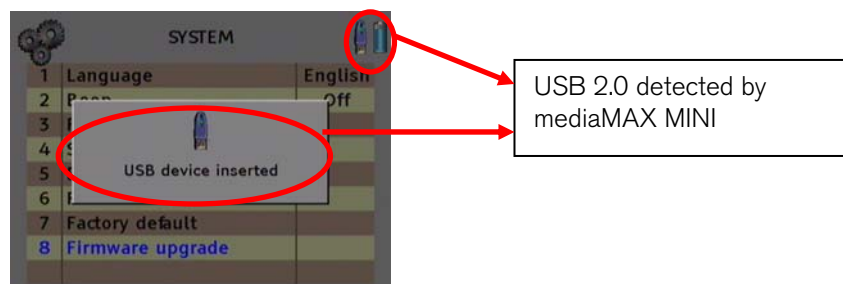 SYSTEM
1 Language English
2 Off
3
4 S
5
6
USB device inserted
7 Factory default
8 Firmware upgrade
USB 2.0 detected by
mediaMAX MINI